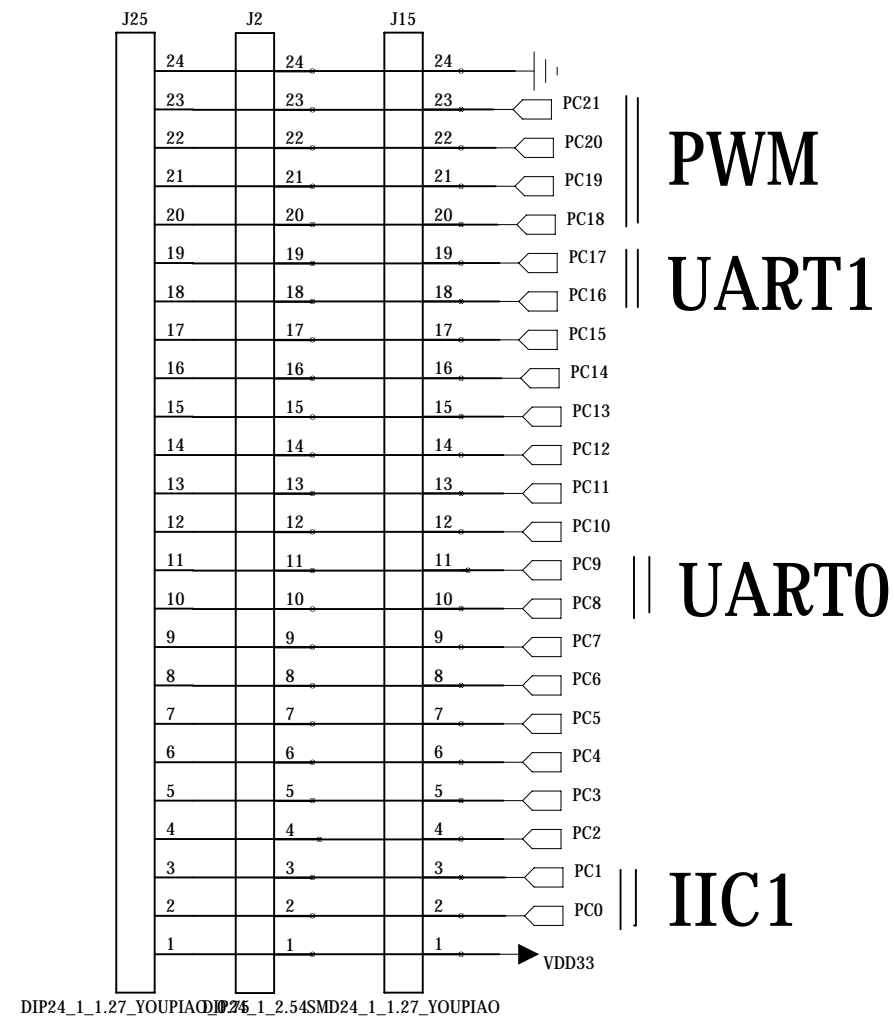 J25 J2 J15
24 24 24
23 23 23 PC21
22 22 22 PC20
PWM
21 21 21 PC19
20 20 20 PC18
19 19 19 PC17
UART1
18 18 18 PC16
17 17 17 PC15
16 16 16 PC14
15 15 15 PC13
14 14 14 PC12
13 13 13 PC11
12 12 12 PC10
11 11 11 PC9
UART0
10 10 10 PC8
9 9 9 PC7
8 8 8 PC6
7 7 7 PC5
6 6 6 PC4
5 5 5 PC3
4 4 4 PC2
3 3 3 PC1
IIC1
2 2 2 PC0
1 1 1 VDD33
DIP24_1_1.27_YOUPIAO SMD24_1_1.27_YOUPIAO